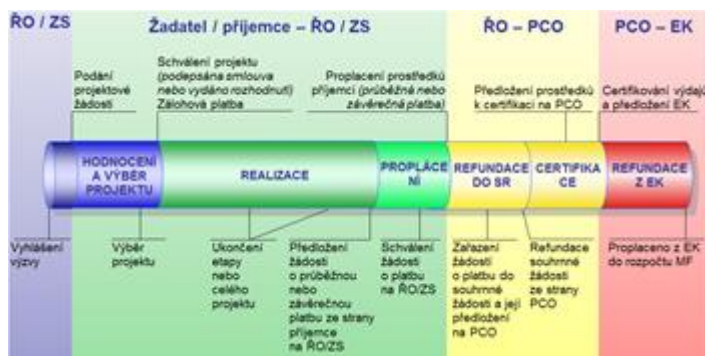 ŘO / ZS
Žadatel / příjemce – ŘO / ZS
ŘO – PCO
PCO – EK
Podání
projektové
žádosti
Schválení projektu
(podepsána smlouva
nebo vydáno rozhodnutí)
Zálohová platba
Proplacení prostředků
příjemci (průběžná nebo
závěrečná platba)
Předložení prostředků
k certifikaci na PCO
Certifikování výdajů
a předložení EK
HODNOCENÍ
A VÝBĚR
PROJEKTU
REALIZACE
PROPLÁCE
NÍ
REFUNDACE
DO SR
CERTIFIKA
CE
REFUNDACE
Z EK
Vyhlášení
výzvy
Výběr
projektu
Ukončení
etapy
nebo
celého
projektu
Předložení
žádosti
o průběžnou
nebo
závěrečnou
platbu ze strany
příjemce
na ŘO/ZS
Schválení
žádosti
o platbu
na ŘO/ZS
Zařazení
žádostí
o platbu do
souhrnné
žádosti a její
předložení
na PCO
Refundace
souhrnné
žádosti
ze strany
PCO
Proplaceno z EK
do rozpočtu MF